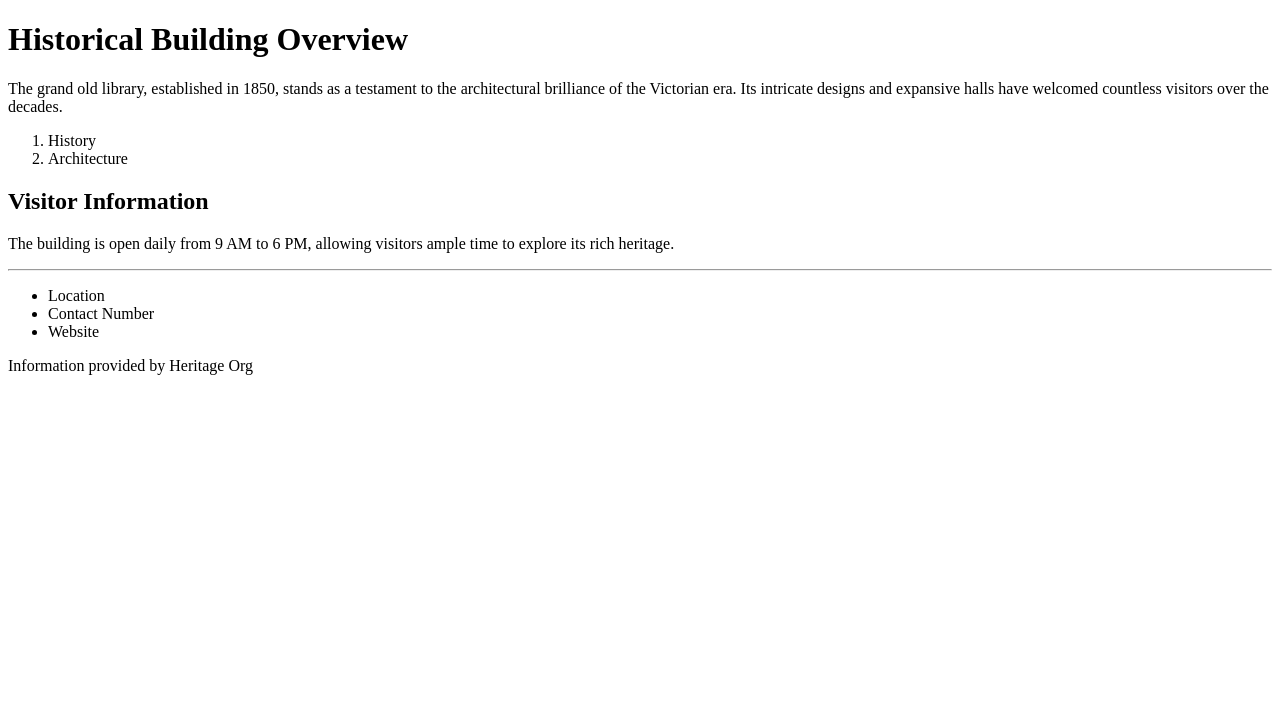 Historical Building Overview
The grand old library, established in 1850, stands as a testament to the architectural brilliance of the Victorian era. Its intricate designs and expansive halls have welcomed countless visitors over the
decades.
1. History
2. Architecture
Visitor Information
The building is open daily from 9 AM to 6 PM, allowing visitors ample time to explore its rich heritage.
• Location
• Contact Number
• Website
Information provided by Heritage Org